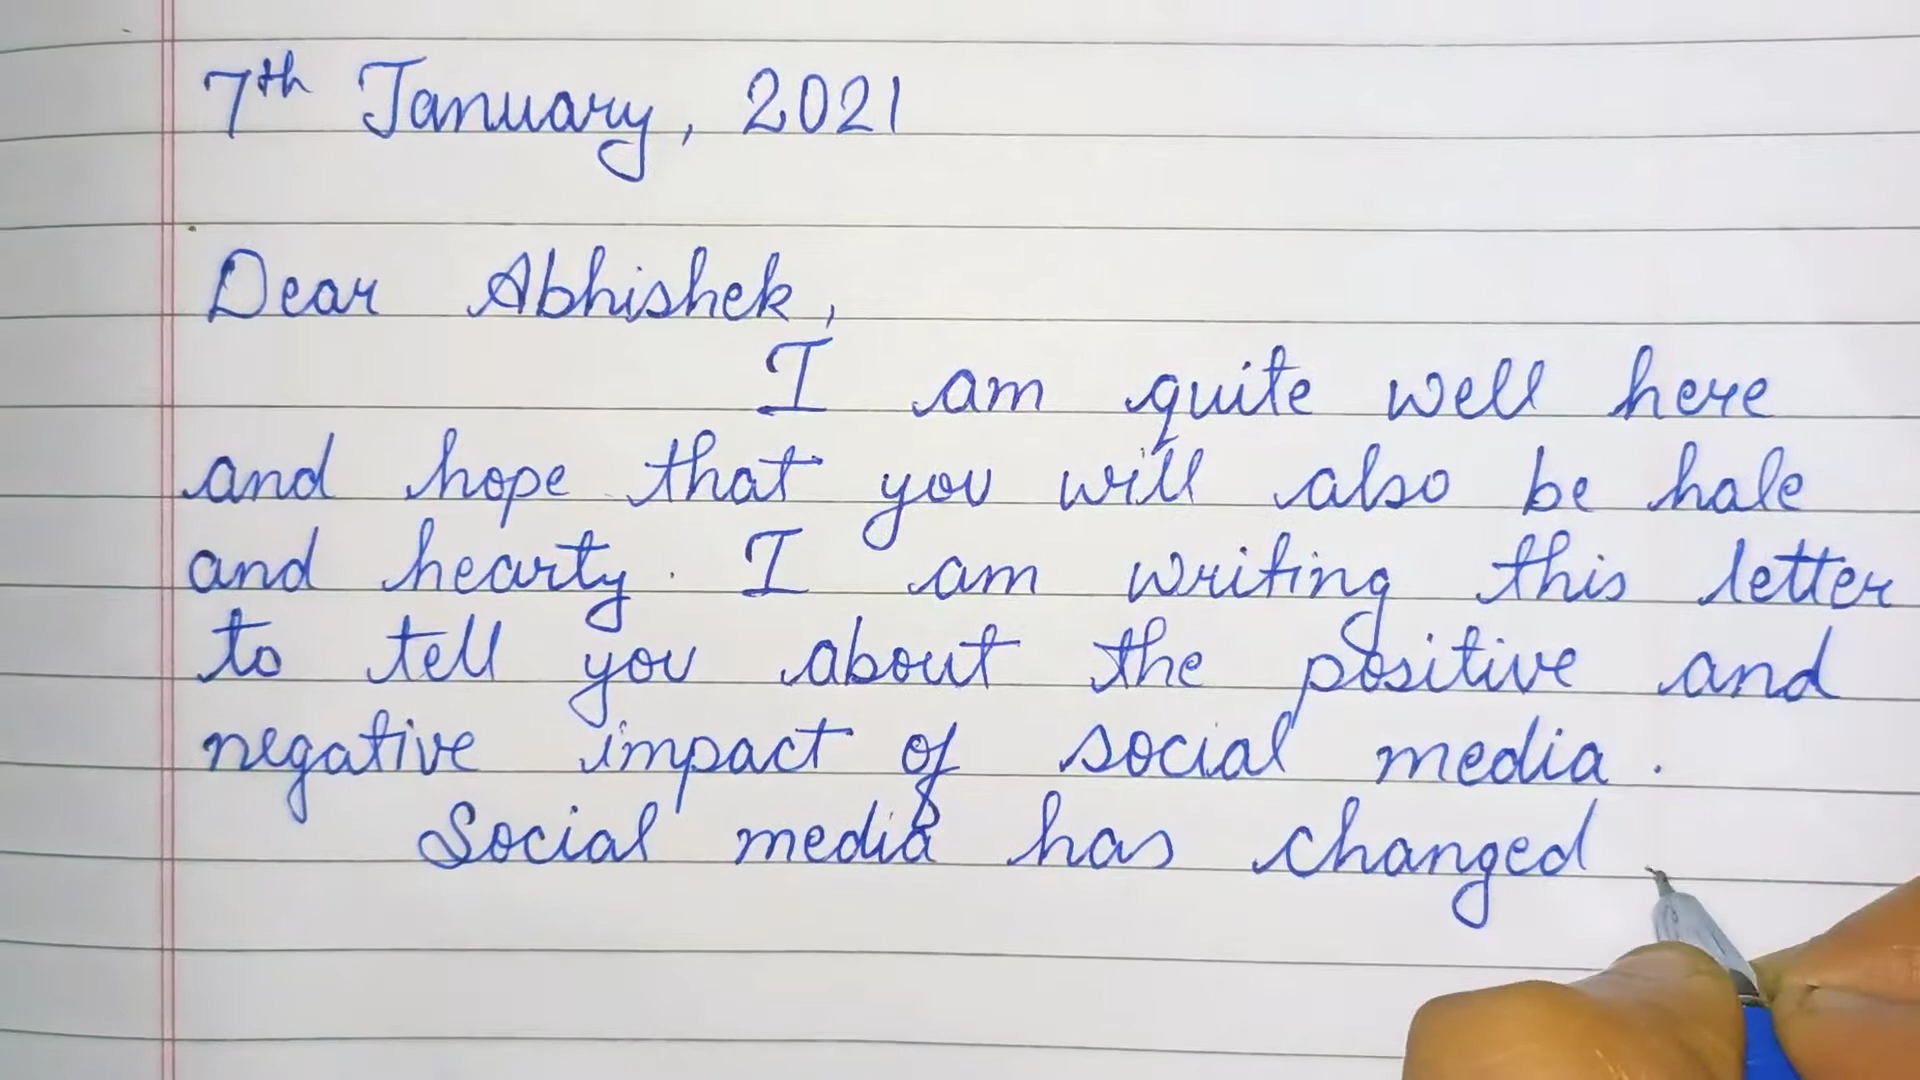 7th January, 2021
Dear Abhishek,
I am quite well here
and hope that you will also be hale
and hearty. I am writing this letter
to tell you about the positive and
negative impact of social media.
Social media has changed